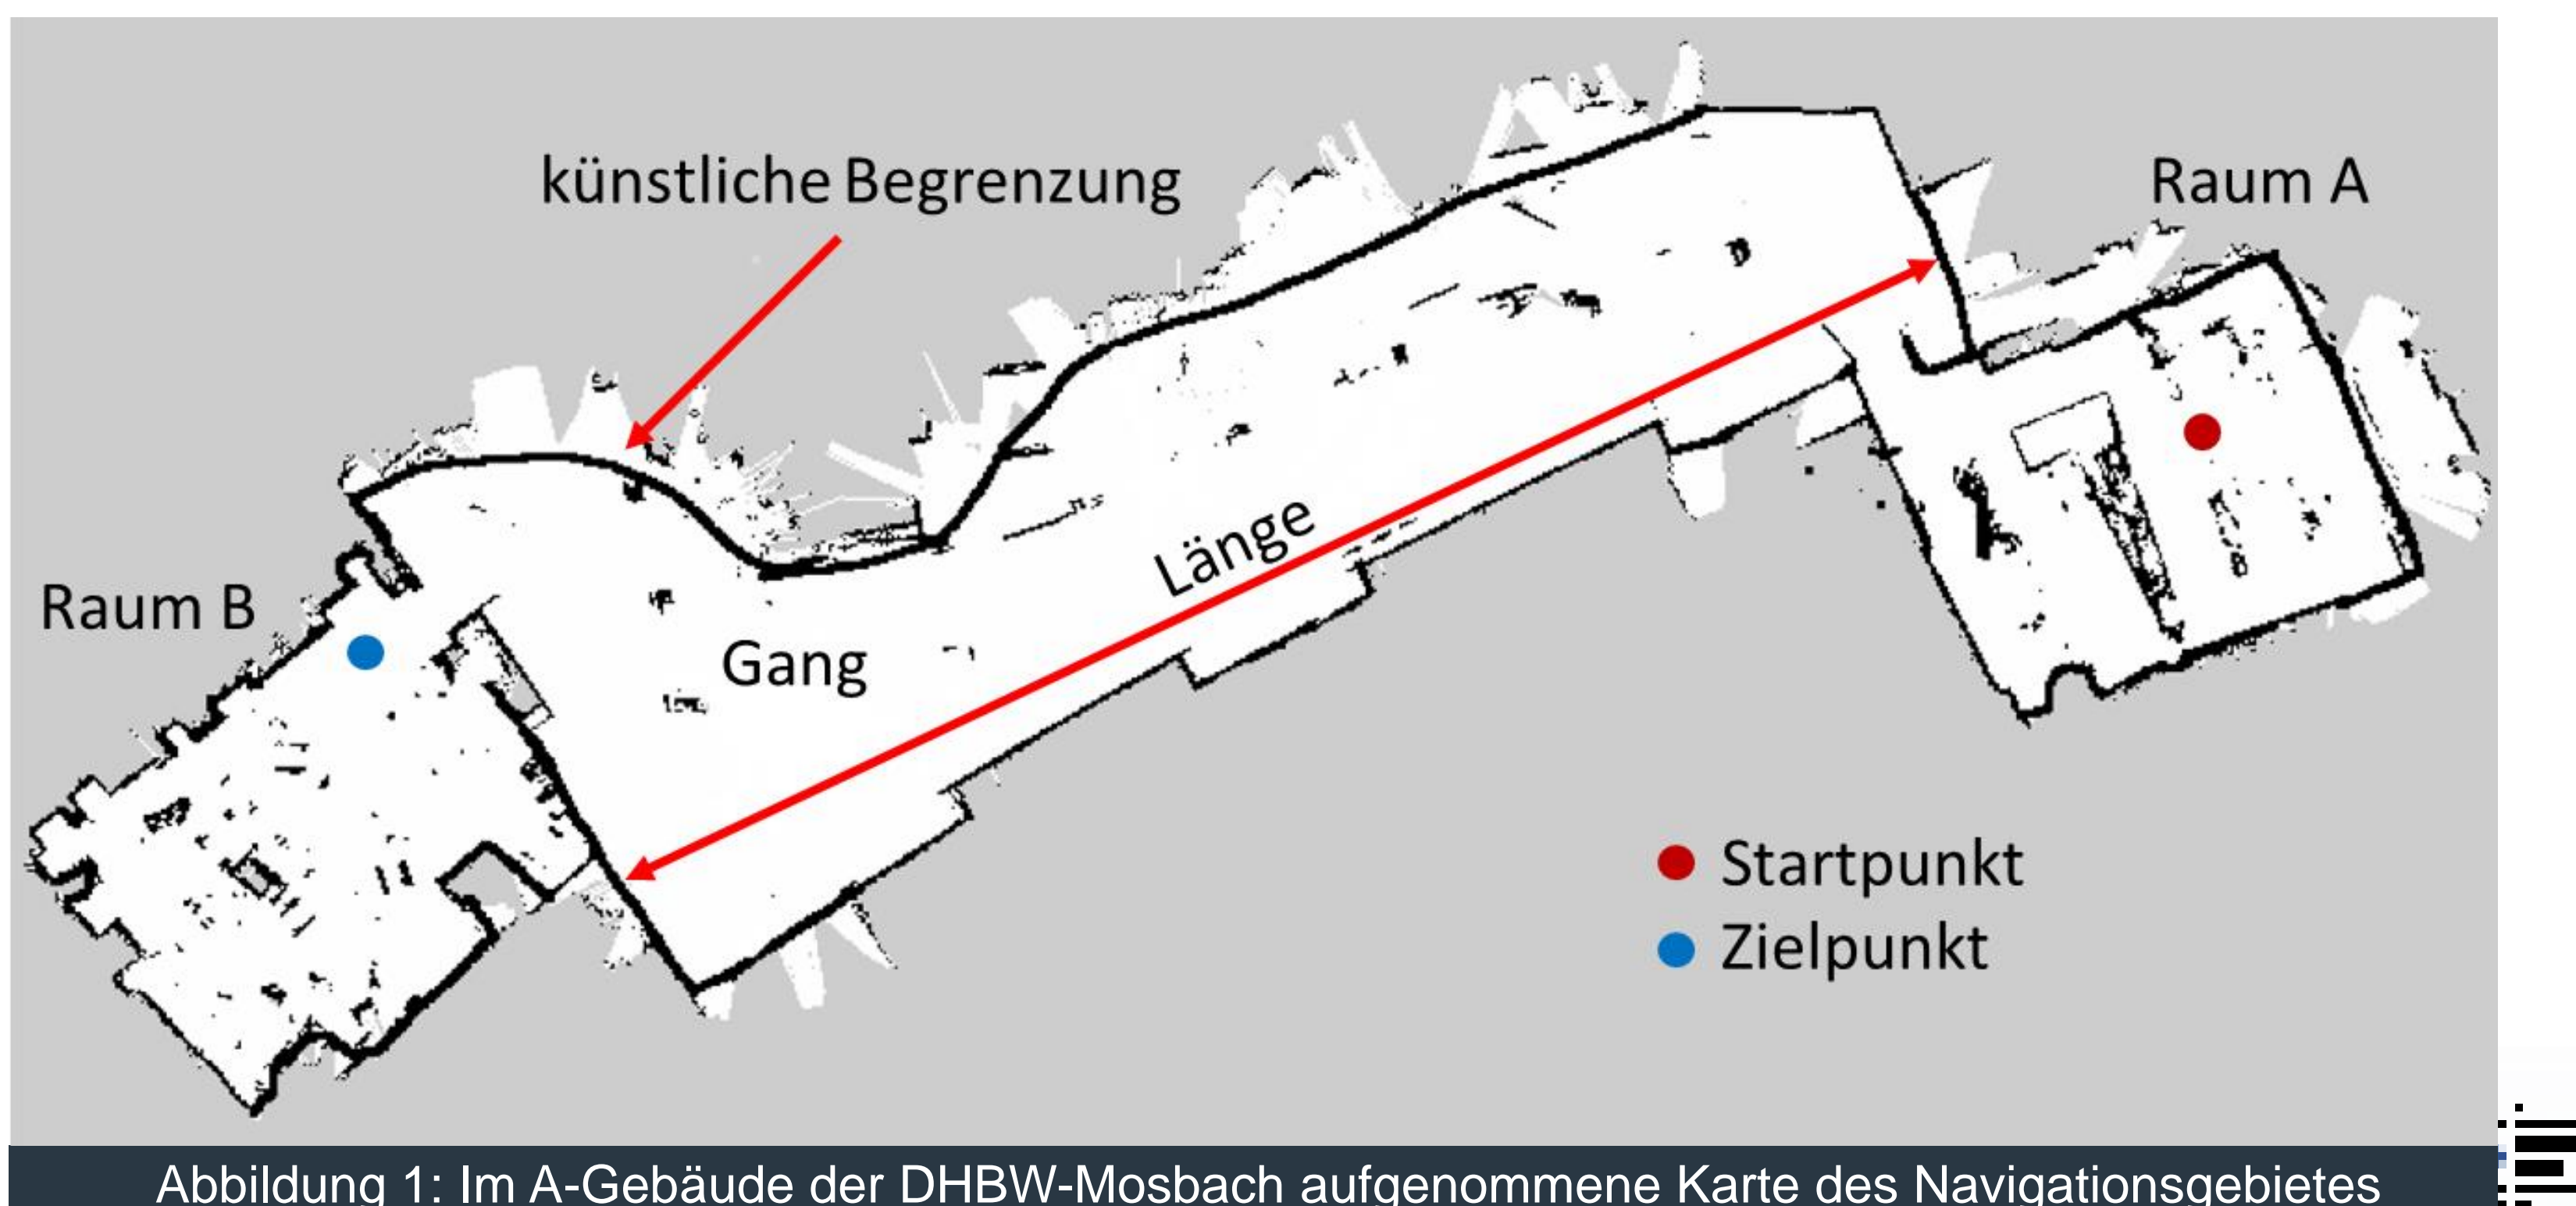 künstliche Begrenzung
Raum A
Länge
Raum B
Gang
Startpunkt
Zielpunkt
Abbildung 1: Im A-Gebäude der DHBW-Mosbach aufgenommene Karte des Navigationsgebietes